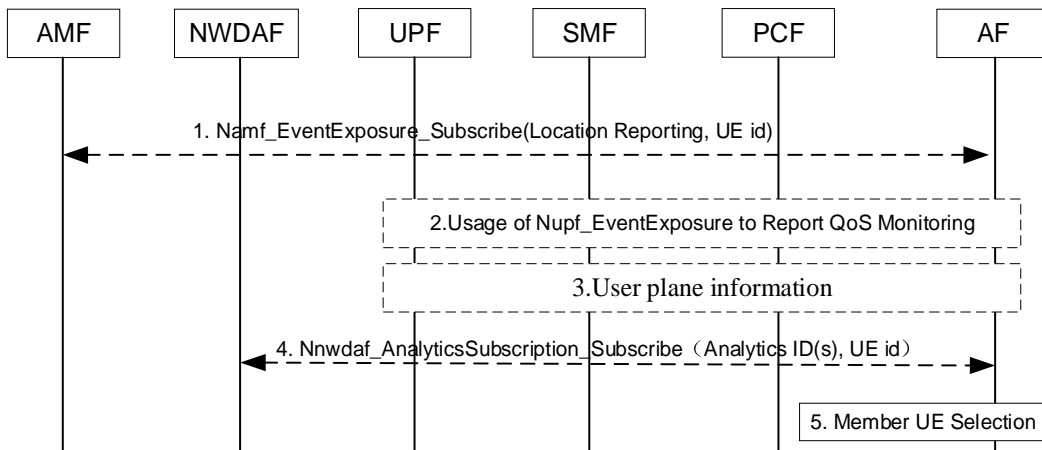 AMF NWDAF UPF SMF PCF AF
1. Namf_EventExposure_Subscribe(Location Reporting, UE id)
2.Usage of Nupf_EventExposure to Report QoS Monitoring
3.User plane information
4. Nnwdaf_AnalyticsSubscription_Subscribe（Analytics ID(s), UE id）
5. Member UE Selection